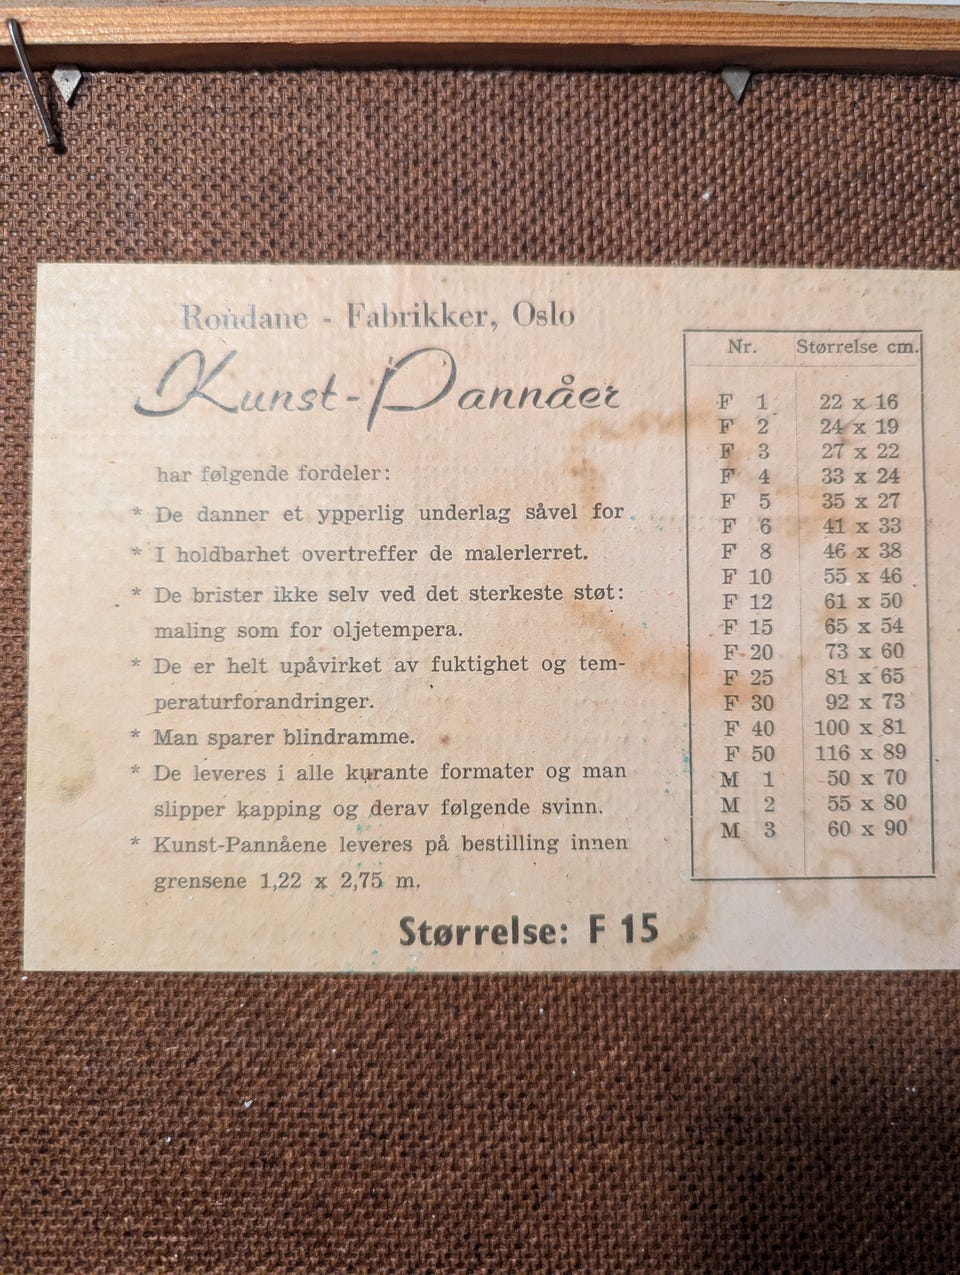 Rondane - Fabrikker, Oslo
Kunst-Pannåer
har følgende fordeler:
* De danner et ypperlig underlag såvel for
* I holdbarhet overtreffer de malerlerret.
* De brister ikke selv ved det sterkeste støt:
maling som for oljetempera.
* De er helt upåvirket av fuktighet og tem-
peraturforandringer.
* Man sparer blindramme.
* De leveres i alle kurante formater og man
slipper kapping og derav følgende svinn.
* Kunst-Pannåene leveres på bestilling innen
grensene 1,22 x 2,75 m.
Størrelse: F 15
Nr. Størrelse cm.
F 1 22 x 16
F 2 24 x 19
F 3 27 x 22
F 4 33 x 24
F 5 35 x 27
F 6 41 x 33
F 8 46 x 38
F 10 55 x 46
F 12 61 x 50
F 15 65 x 54
F 20 73 x 60
F 25 81 x 65
F 30 92 x 73
F 40 100 x 81
F 50 116 x 89
M 1 50 x 70
M 2 55 x 80
M 3 60 x 90